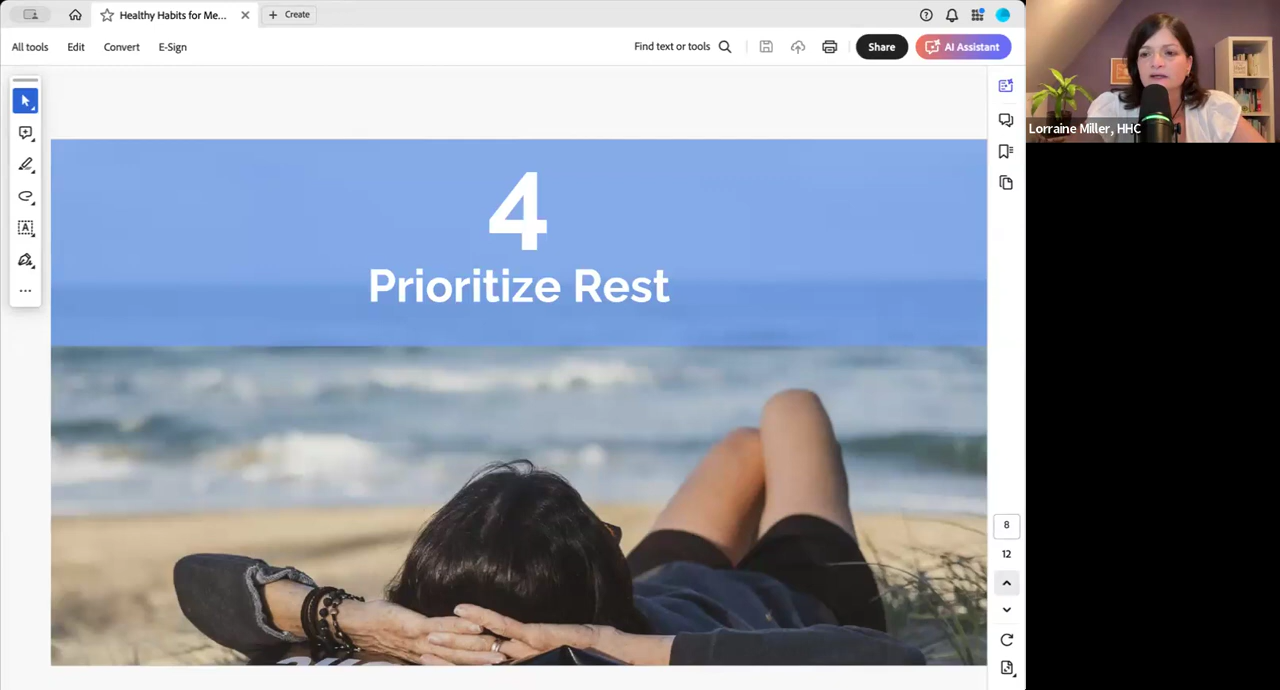 Healthy Habits for Me...
Create
All tools
Edit
Convert
E-Sign
Find text or tools
Share
AI Assistant
4
Prioritize Rest
8
12
Lorraine Miller, HHC